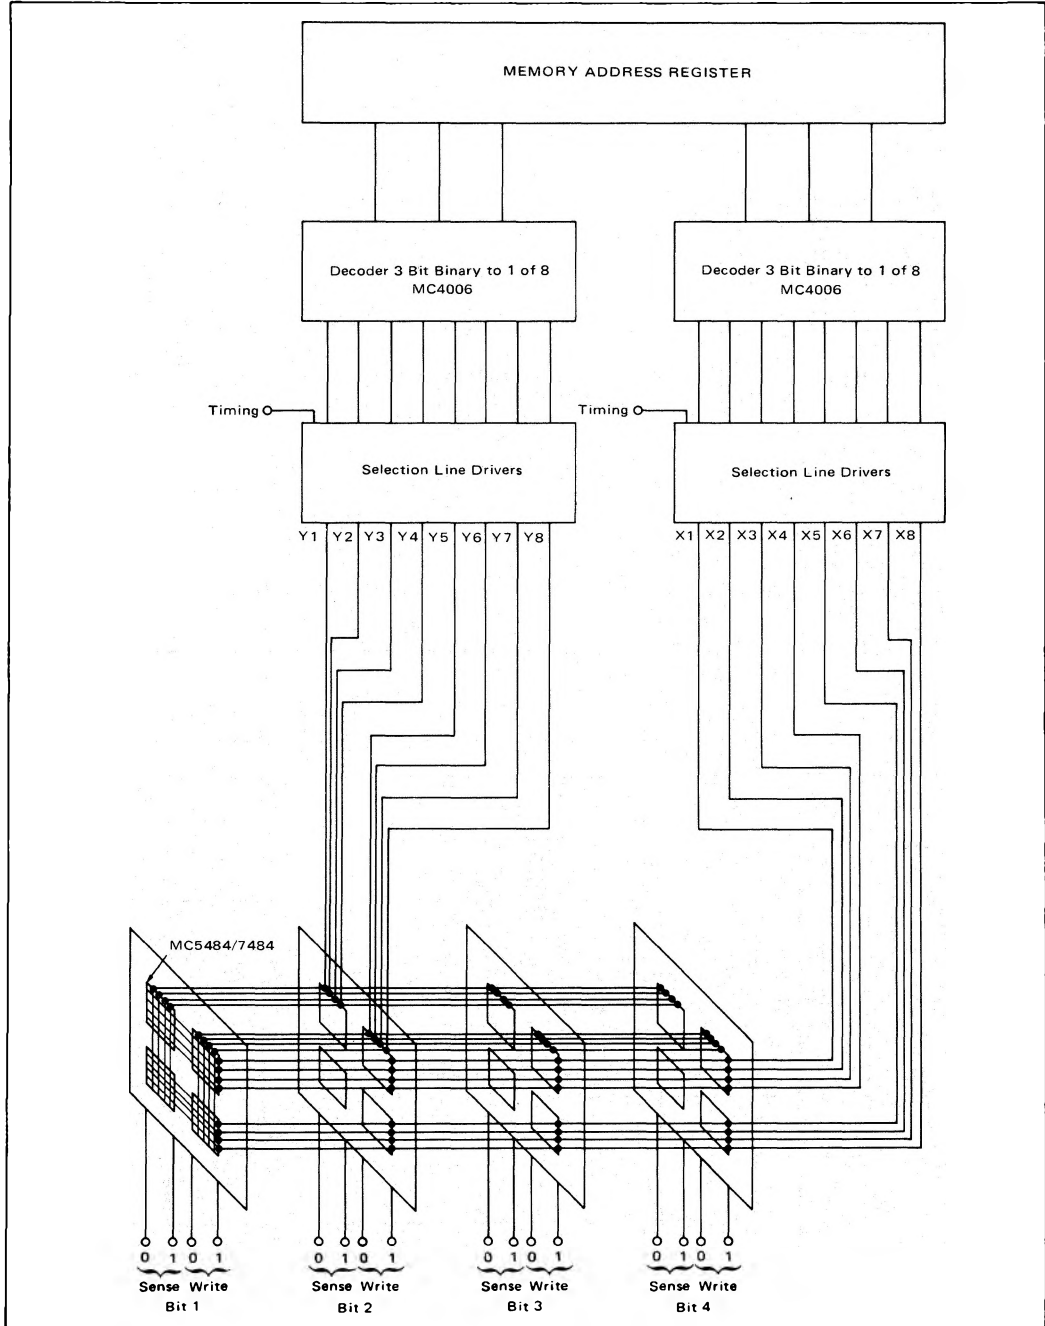 MEMORY ADDRESS REGISTER
Decoder 3 Bit Binary to 1 of 8
MC4006
Decoder 3 Bit Binary to 1 of 8
MC4006
Timing
Timing
Selection Line Drivers
Selection Line Drivers
Y1 Y2 Y3 Y4 Y5 Y6 Y7 Y8
X1 X2 X3 X4 X5 X6 X7 X8
MC5484/7484
0 1 0 1
0 1 0 1
0 1 0 1
0 1 0 1
Sense Write
Sense Write
Sense Write
Sense Write
Bit 1
Bit 2
Bit 3
Bit 4